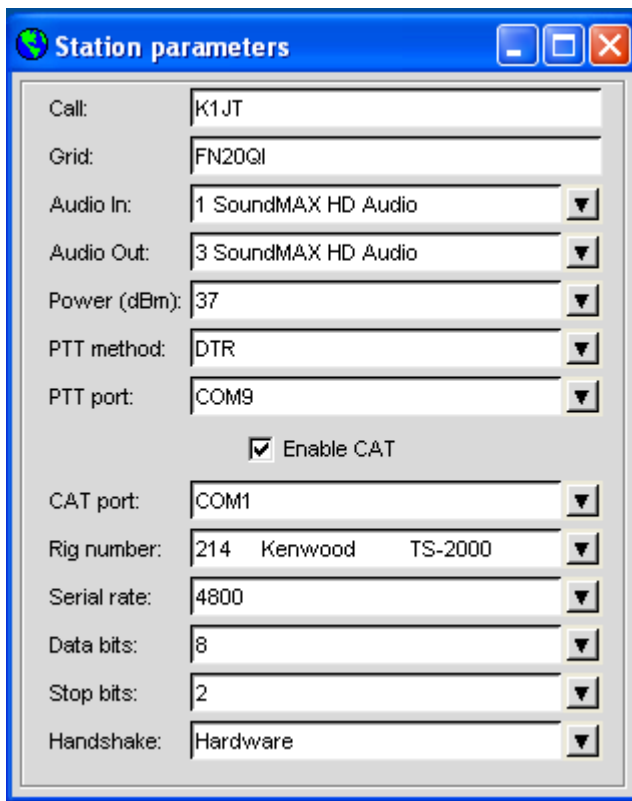 Station parameters
Call: K1JT
Grid: FN20QI
Audio In: 1 SoundMAX HD Audio
Audio Out: 3 SoundMAX HD Audio
Power (dBm): 37
PTT method: DTR
PTT port: COM9
Enable CAT
CAT port: COM1
Rig number: 214 Kenwood TS-2000
Serial rate: 4800
Data bits: 8
Stop bits: 2
Handshake: Hardware